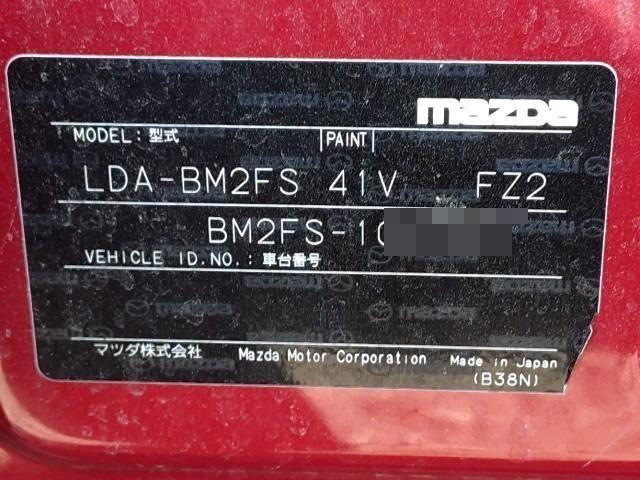 mazda
MODEL: 型式 PAINT
LDA-BM2FS 41V FZ2
BM2FS-10
VEHICLE ID.NO.: 車台番号
マツダ株式会社 Mazda Motor Corporation Made in Japan
(B38N)